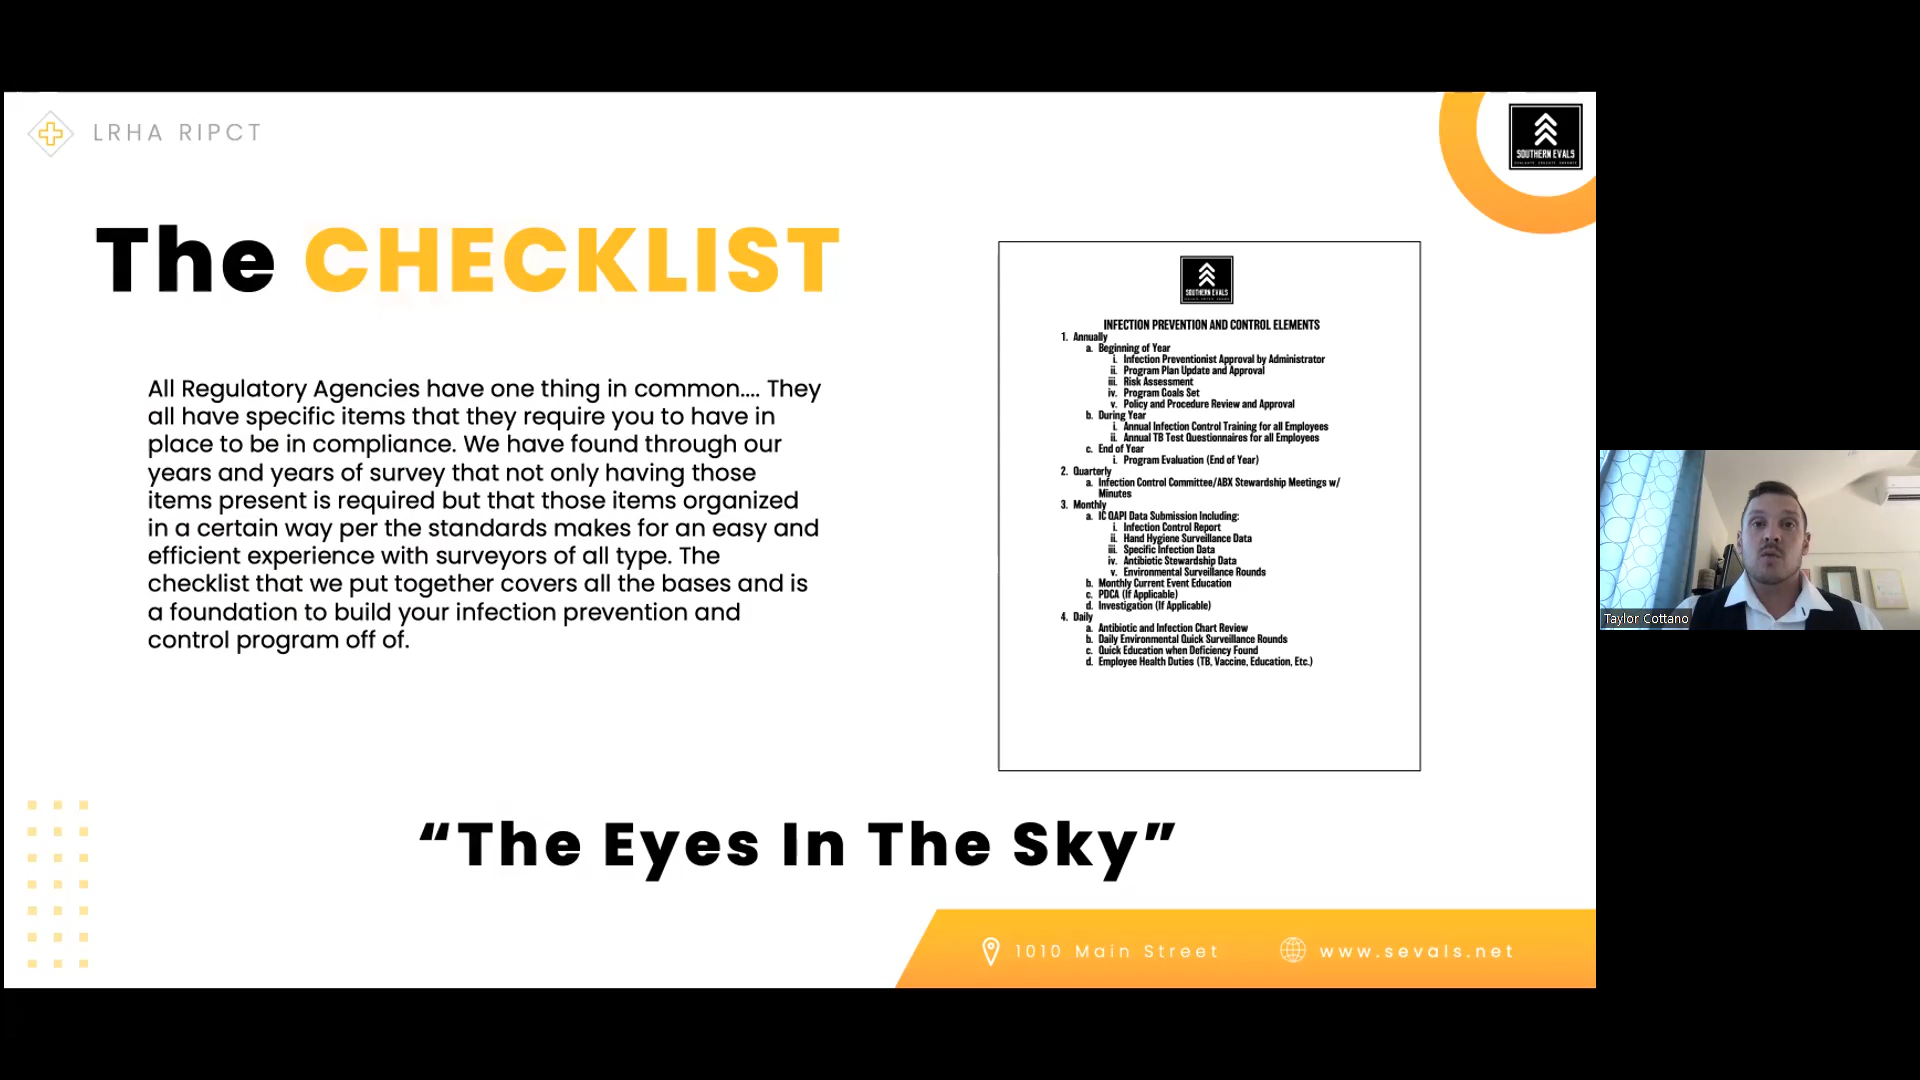 LRHA RIPCT
SOUTHERN EVALS
The CHECKLIST
All Regulatory Agencies have one thing in common.... They
all have specific items that they require you to have in
place to be in compliance. We have found through our
years and years of survey that not only having those
items present is required but that those items organized
in a certain way per the standards makes for an easy and
efficient experience with surveyors of all type. The
checklist that we put together covers all the bases and is
a foundation to build your infection prevention and
control program off of.
SOUTHERN EVALS
INFECTION PREVENTION AND CONTROL ELEMENTS
1. Annually
a. Beginning of Year
i. Infection Preventionist Approval by Administrator
ii. Program Plan Update and Approval
iii. Risk Assessment
iv. Program Goals Set
v. Policy and Procedure Review and Approval
b. During Year
i. Annual Infection Control Training for all Employees
ii. Annual TB Test Questionnaires for all Employees
c. End of Year
i. Program Evaluation (End of Year)
2. Quarterly
a. Infection Control Committee/ABX Stewardship Meetings w/
Minutes
3. Monthly
a. IC QAPI Data Submission Including:
i. Infection Control Report
ii. Hand Hygiene Surveillance Data
iii. Specific Infection Data
iv. Antibiotic Stewardship Data
v. Environmental Surveillance Rounds
b. Monthly Current Event Education
c. PDCA (If Applicable)
d. Investigation (If Applicable)
4. Daily
a. Antibiotic and Infection Chart Review
b. Daily Environmental Quick Surveillance Rounds
c. Quick Education when Deficiency Found
d. Employee Health Duties (TB, Vaccine, Education, Etc.)
“The Eyes In The Sky”
1010 Main Street
www.sevals.net
Taylor Cottano